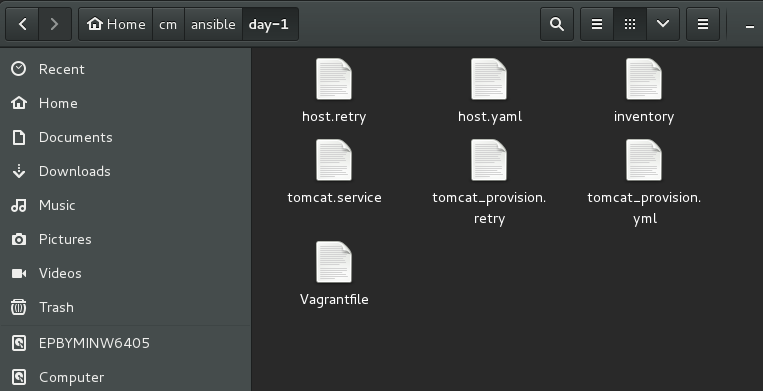 Home cm ansible day-1
Recent
Home
Documents
Downloads
Music
Pictures
Videos
Trash
EPBYMINW6405
Computer
host.retry host.yaml inventory
tomcat.service tomcat_provision. tomcat_provision.
retry yml
Vagrantfile